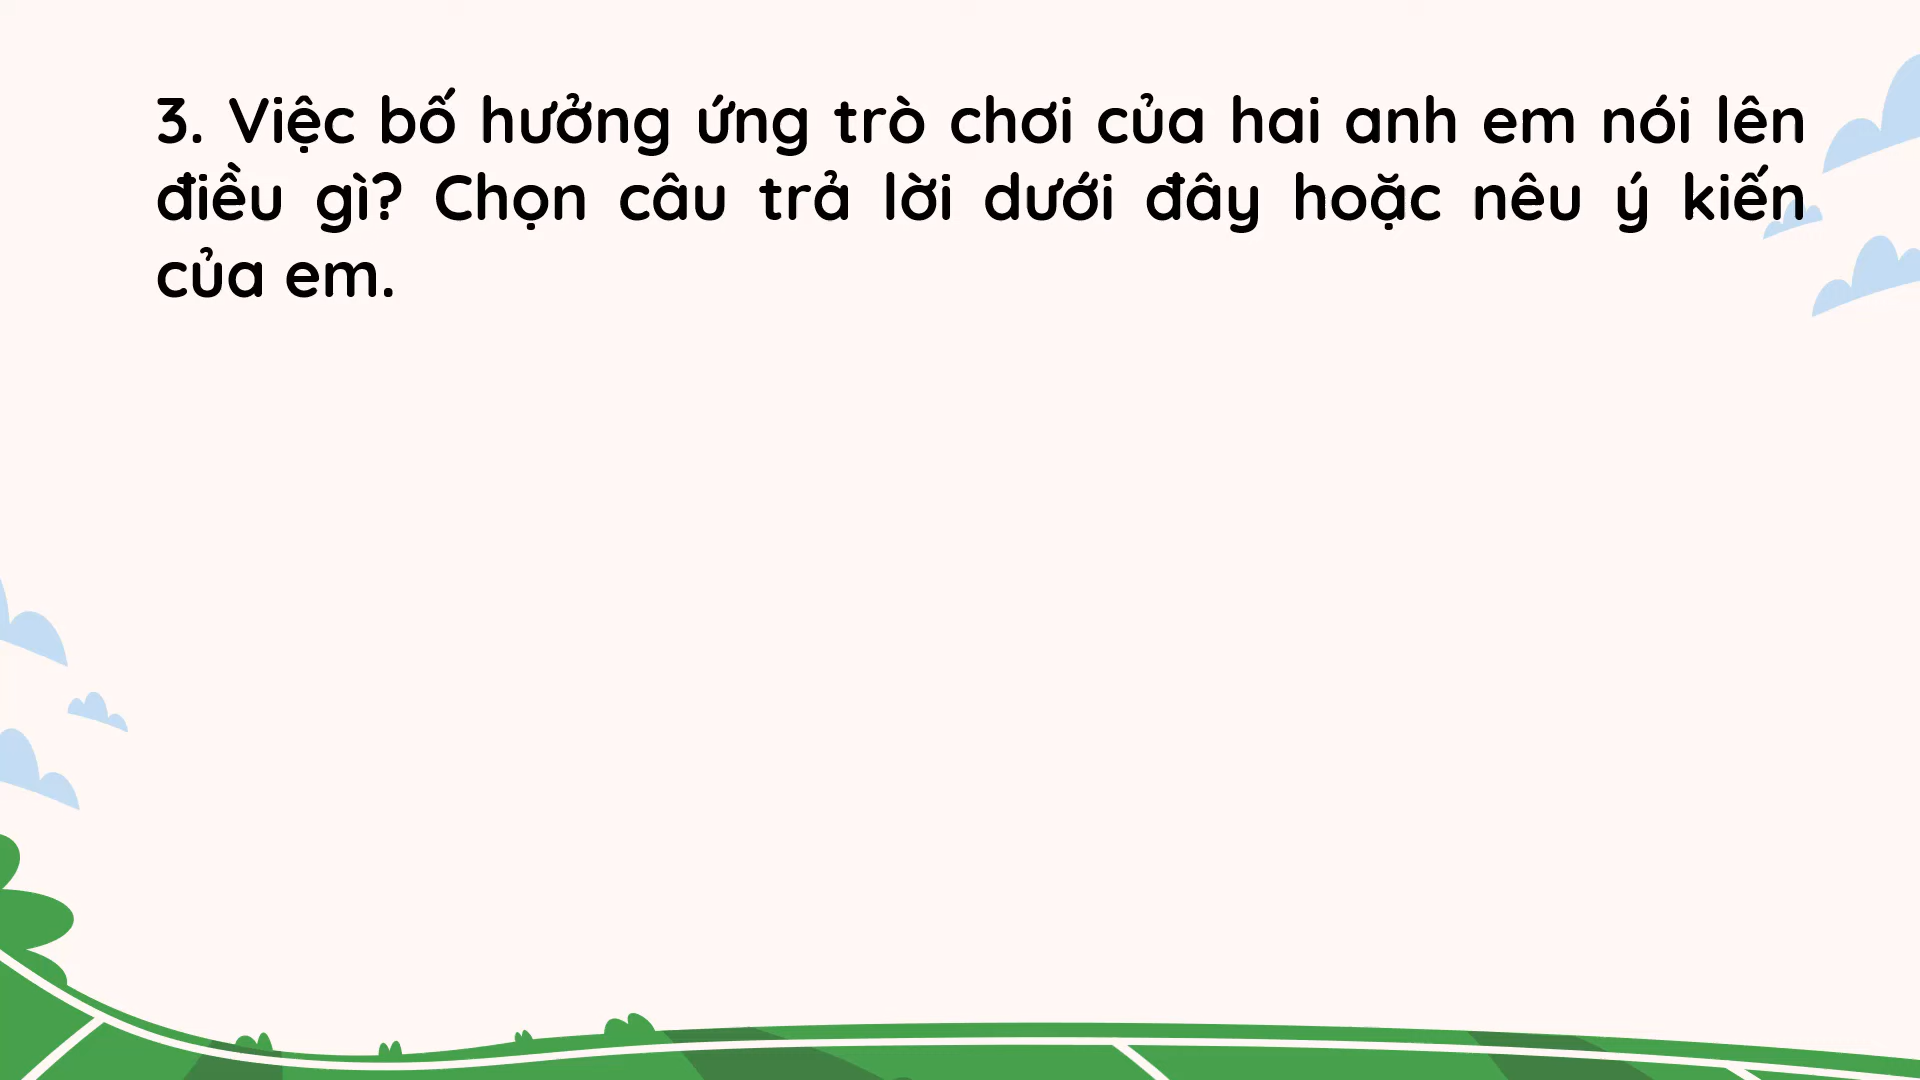 3. Việc bố hưởng ứng trò chơi của hai anh em nói lên
điều gì? Chọn câu trả lời dưới đây hoặc nêu ý kiến
của em.